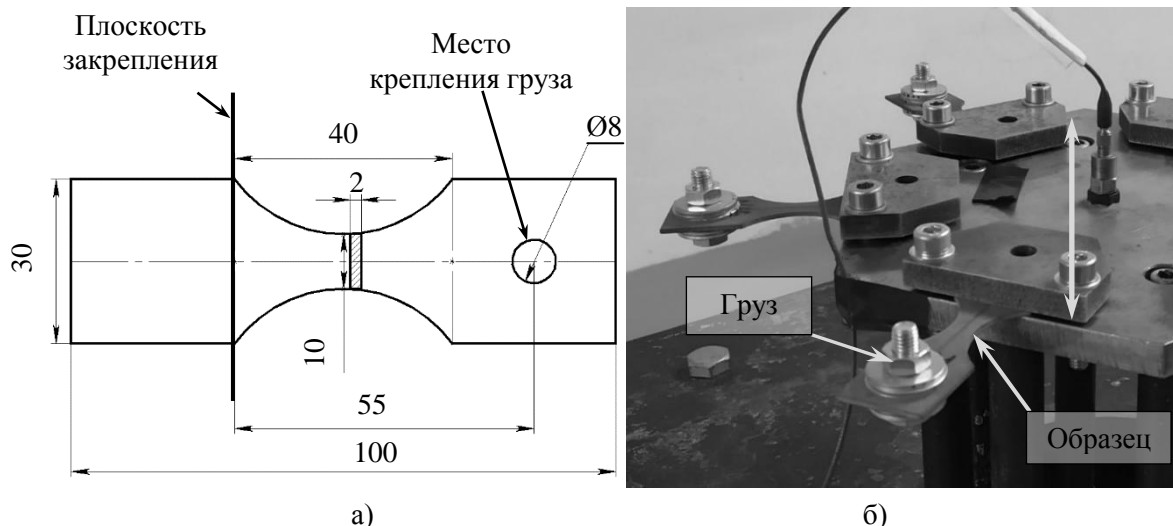 Плоскость
закрепления
Место
крепления груза
Ø8
40
2
30
10
55
100
Груз
Образец
а)
б)